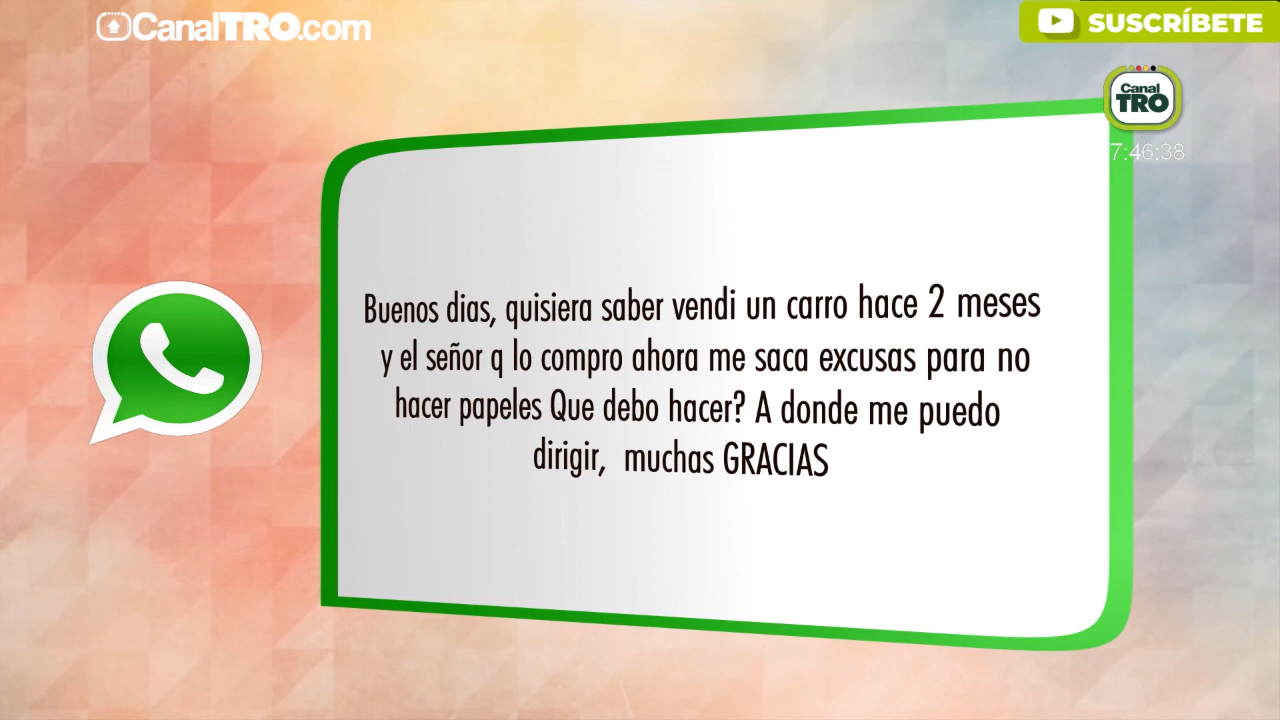 CanalTRO.com
SUSCRÍBETE
Canal
TRO
7:46:38
Buenos dias, quisiera saber vendi un carro hace 2 meses
y el señor q lo compro ahora me saca excusas para no
hacer papeles Que debo hacer? A donde me puedo
dirigir,  muchas GRACIAS